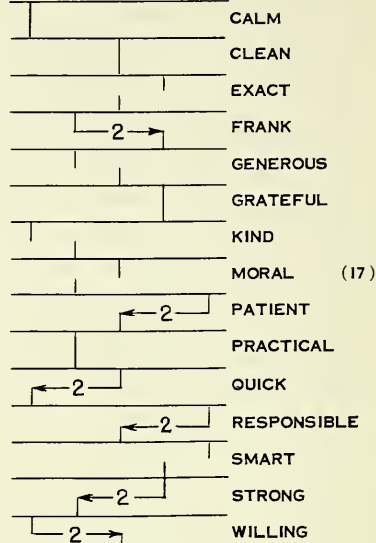 CALM
CLEAN
EXACT
2 FRANK
GENEROUS
GRATEFUL
KIND
MORAL (17)
2 PATIENT
PRACTICAL
2 QUICK
2 RESPONSIBLE
SMART
2 STRONG
2 WILLING